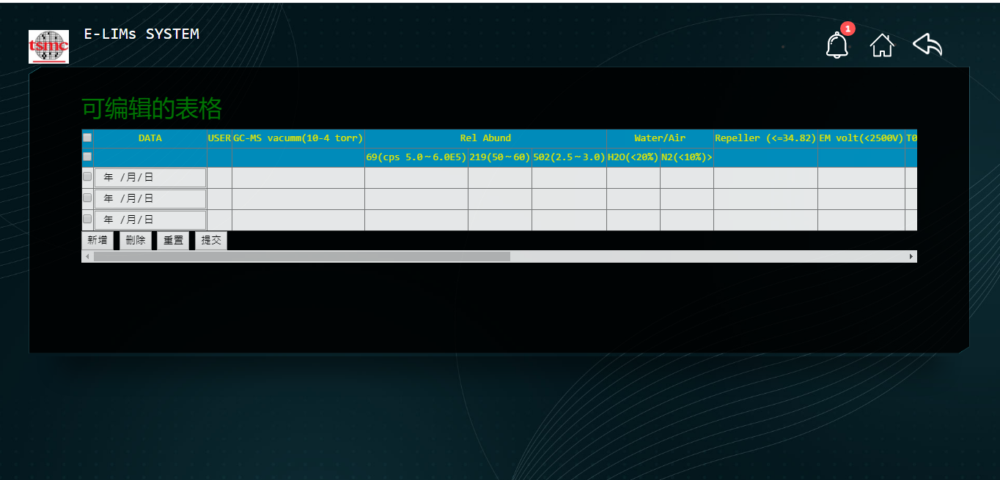 E-LIMs SYSTEM
1
tsmc
可编辑的表格
DATA USER GC-MS vacumm(10-4 torr) Rel Abund Water/Air Repeller (<=34.82) EM volt(<2500V) T0
69(cps 5.0～6.0E5) 219(50～60) 502(2.5～3.0) H2O(<20%) N2(<10%)>
年 /月/日
年 /月/日
年 /月/日
新增 删除 重置 提交